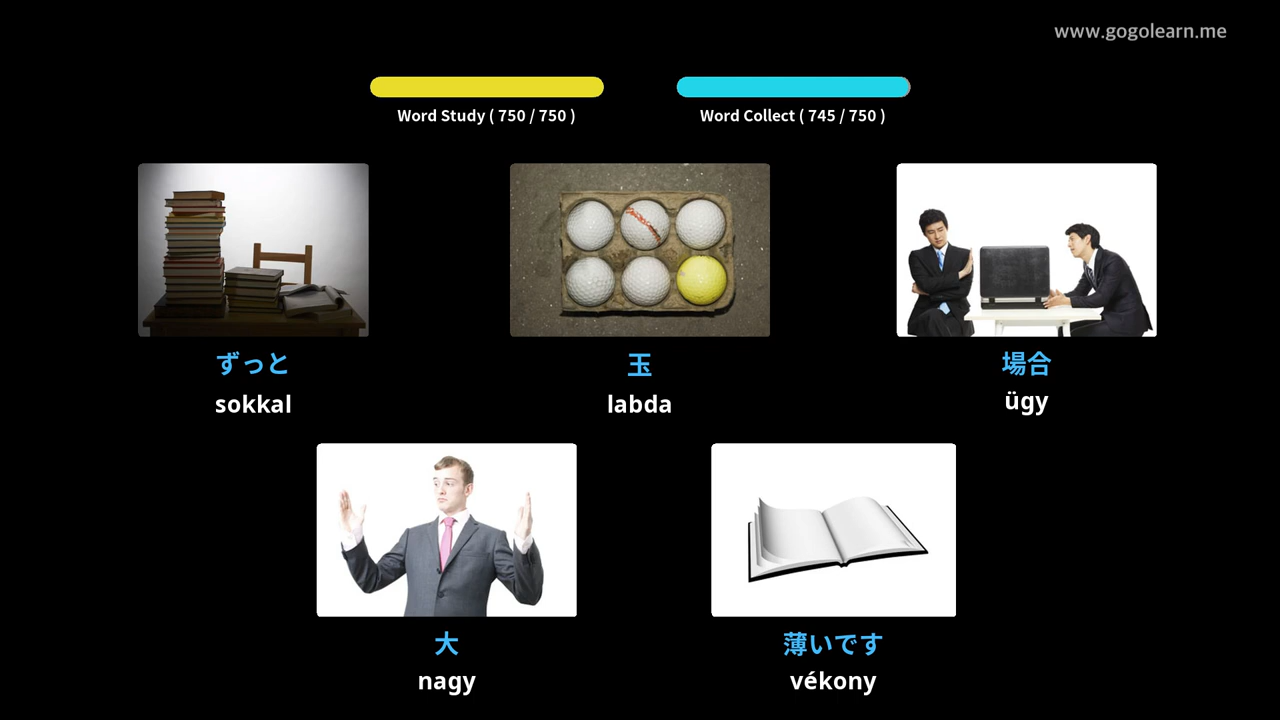 www.gogolearn.me
Word Study ( 750 / 750 )
Word Collect ( 745 / 750 )
ずっと
sokkal
玉
labda
場合
ügy
大
nagy
薄いです
vékony